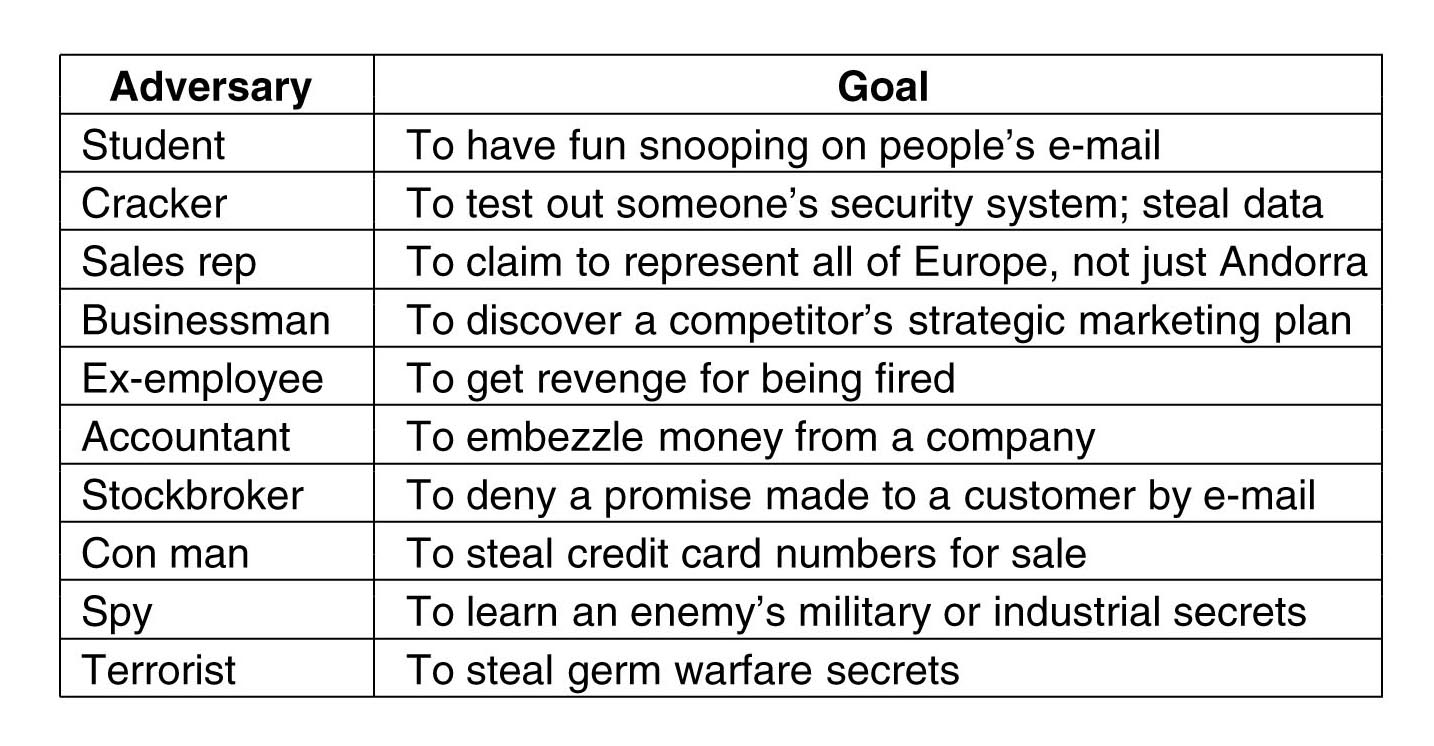 Adversary Goal
Student To have fun snooping on people’s e-mail
Cracker To test out someone’s security system; steal data
Sales rep To claim to represent all of Europe, not just Andorra
Businessman To discover a competitor’s strategic marketing plan
Ex-employee To get revenge for being fired
Accountant To embezzle money from a company
Stockbroker To deny a promise made to a customer by e-mail
Con man To steal credit card numbers for sale
Spy To learn an enemy’s military or industrial secrets
Terrorist To steal germ warfare secrets